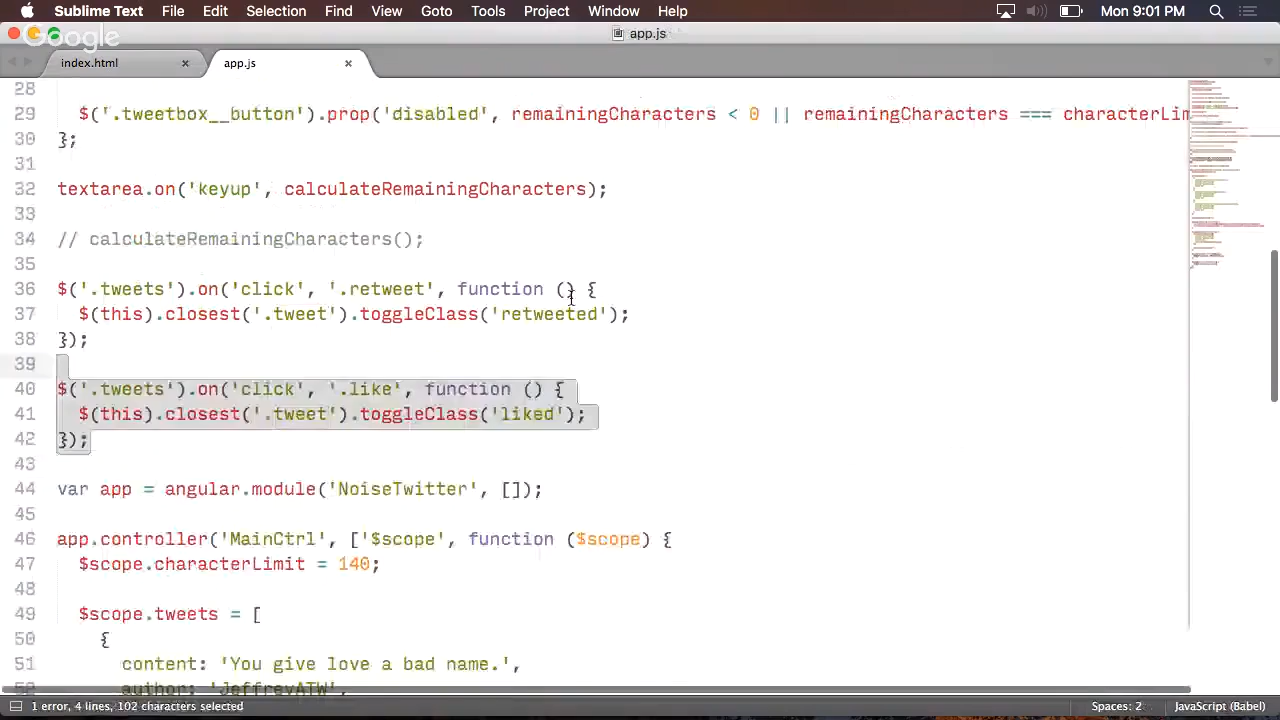 Sublime Text File Edit Selection Find View Goto Tools Project Window Help Mon 9:01 PM
Google
app.js
index.html × app.js ×
28
29 $('.tweetbox__button').prop('disabled', remainingCharacters < 0 || remainingCharacters === characterLim
30 };
31
32 textarea.on('keyup', calculateRemainingCharacters);
33
34 // calculateRemainingCharacters();
35
36 $('.tweets').on('click', '.retweet', function () {
37 $(this).closest('.tweet').toggleClass('retweeted');
38 });
39
40 $('.tweets').on('click', '.like', function () {
41 $(this).closest('.tweet').toggleClass('liked');
42 });
43
44 var app = angular.module('NoiseTwitter', []);
45
46 app.controller('MainCtrl', ['$scope', function ($scope) {
47 $scope.characterLimit = 140;
48
49 $scope.tweets = [
50 {
51 content: 'You give love a bad name.',
52 author: 'JeffreyATW',
1 error, 4 lines, 102 characters selected Spaces: 2 JavaScript (Babel)